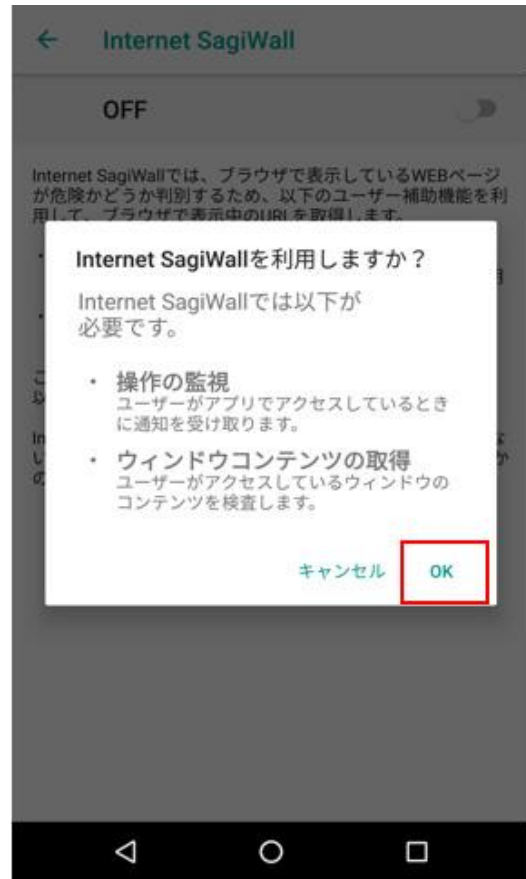 Internet SagiWall
OFF
Internet SagiWallでは、ブラウザで表示しているWEBページ
が危険かどうか判別するため、以下のユーザー補助機能を利
用して、ブラウザで表示中のURLを取得します。
Internet SagiWallを利用しますか？
Internet SagiWallでは以下が
必要です。
・ 操作の監視
ユーザーがアプリでアクセスしているとき
に通知を受け取ります。
・ ウィンドウコンテンツの取得
ユーザーがアクセスしているウィンドウの
コンテンツを検査します。
キャンセル OK